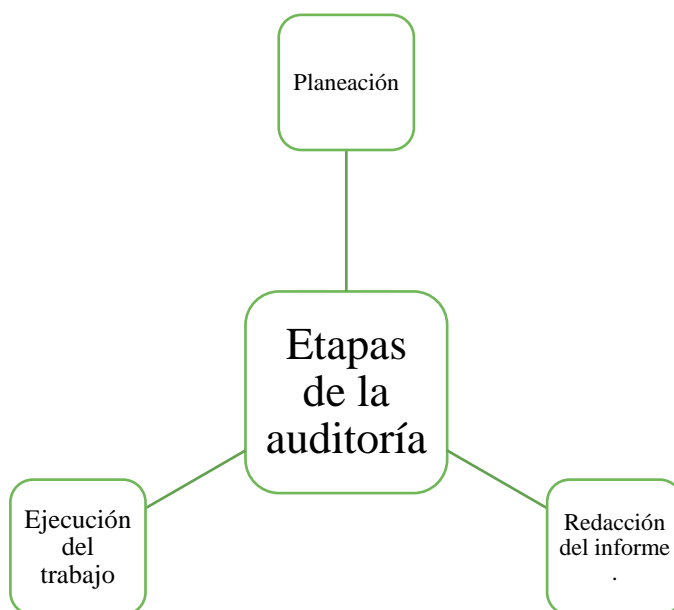 Planeación
Etapas
de la
auditoría
Ejecución
del
trabajo
Redacción
del informe
.